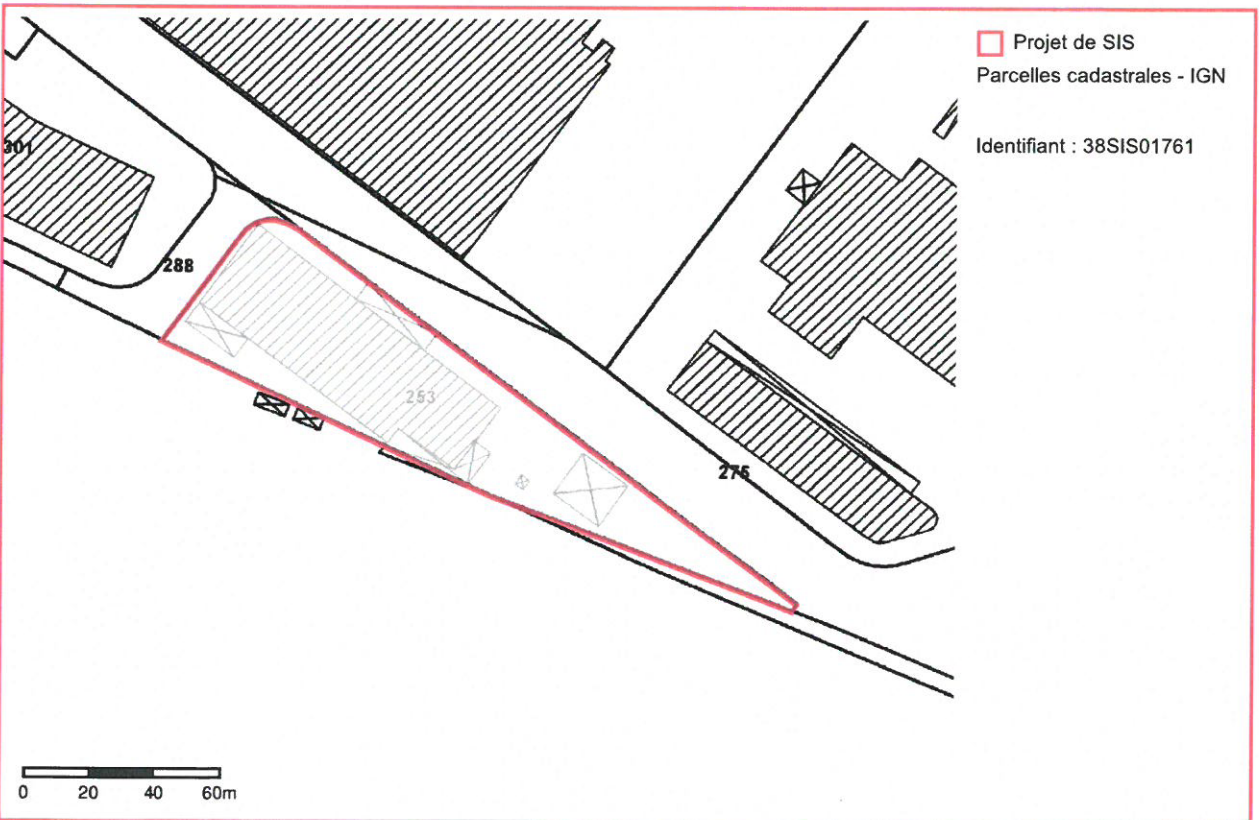 Projet de SIS
Parcelles cadastrales - IGN
Identifiant : 38SIS01761
301
288
253
275
0 20 40 60m